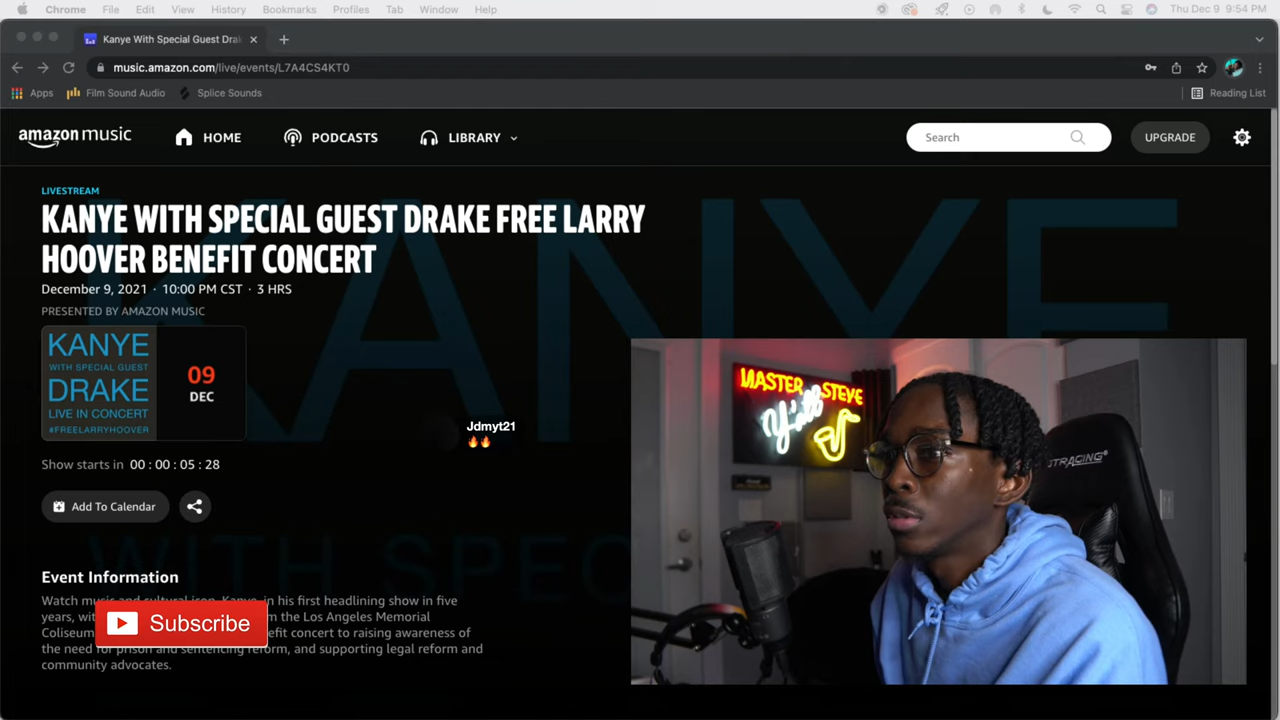 Chrome File Edit View History Bookmarks Profiles Tab Window Help Thu Dec 9 9:54 PM
Kanye With Special Guest Dra
music.amazon.com/live/events/L7A4CS4KT0
Apps Film Sound Audio Splice Sounds Reading List
amazon music HOME PODCASTS LIBRARY Search UPGRADE
LIVESTREAM
KANYE WITH SPECIAL GUEST DRAKE FREE LARRY
HOOVER BENEFIT CONCERT
December 9, 2021 · 10:00 PM CST · 3 HRS
PRESENTED BY AMAZON MUSIC
KANYE
WITH SPECIAL GUEST
DRAKE
LIVE IN CONCERT
#FREELARRYHOOVER
09
DEC
Jdmyt21
🔥🔥
Show starts in 00 : 00 : 05 : 28
Add To Calendar
MASTER STEVE
Y'all
Event Information
Watch music and cultural icon, Kanye, in his first headlining show in five
years, wit m the Los Angeles Memorial
Coliseum efit concert to raising awareness of
the need for prison and sentencing reform, and supporting legal reform and
community advocates.
Subscribe
KANYE
WITH SPEC